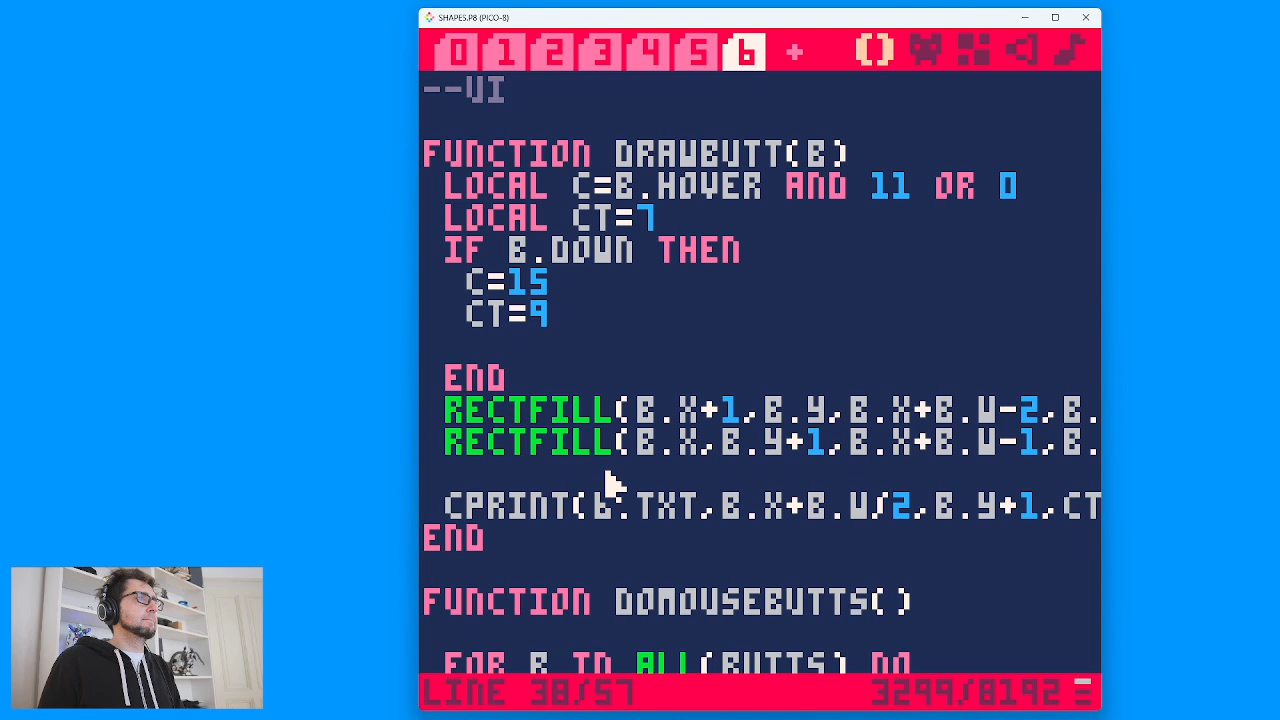 SHAPES.P8 (PICO-8)
0 1 2 3 4 5 6 +
--UI
FUNCTION DRAWBUTT(B)
LOCAL C=B.HOVER AND 11 OR 0
LOCAL CT=7
IF B.DOWN THEN
C=15
CT=9
END
RECTFILL(B.X+1,B.Y,B.X+B.W-2,B.
RECTFILL(B.X,B.Y+1,B.X+B.W-1,B.
CPRINT(B.TXT,B.X+B.W/2,B.Y+1,CT
END
FUNCTION DOMOUSEBUTTS()
FOR B IN ALL(BUTTS) DO
LINE 38/57 3299/8192